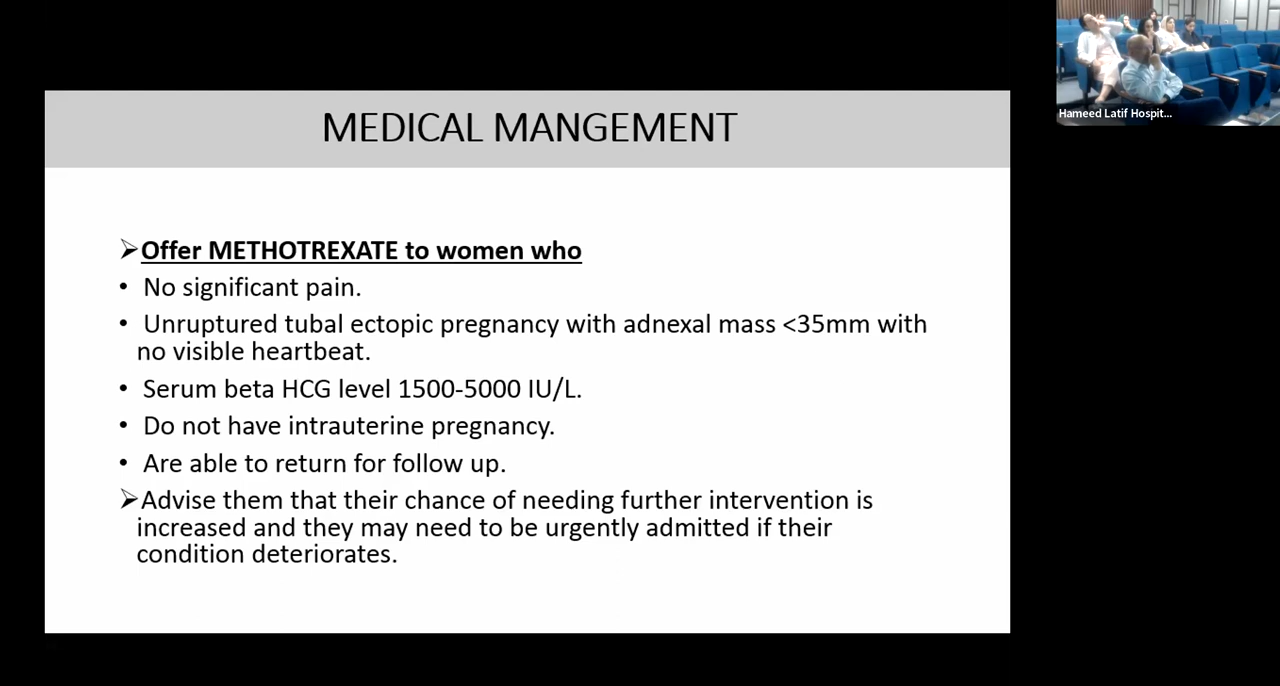 MEDICAL MANGEMENT
➢Offer METHOTREXATE to women who
• No significant pain.
• Unruptured tubal ectopic pregnancy with adnexal mass <35mm with
no visible heartbeat.
• Serum beta HCG level 1500-5000 IU/L.
• Do not have intrauterine pregnancy.
• Are able to return for follow up.
➢Advise them that their chance of needing further intervention is
increased and they may need to be urgently admitted if their
condition deteriorates.
Hameed Latif Hospit...